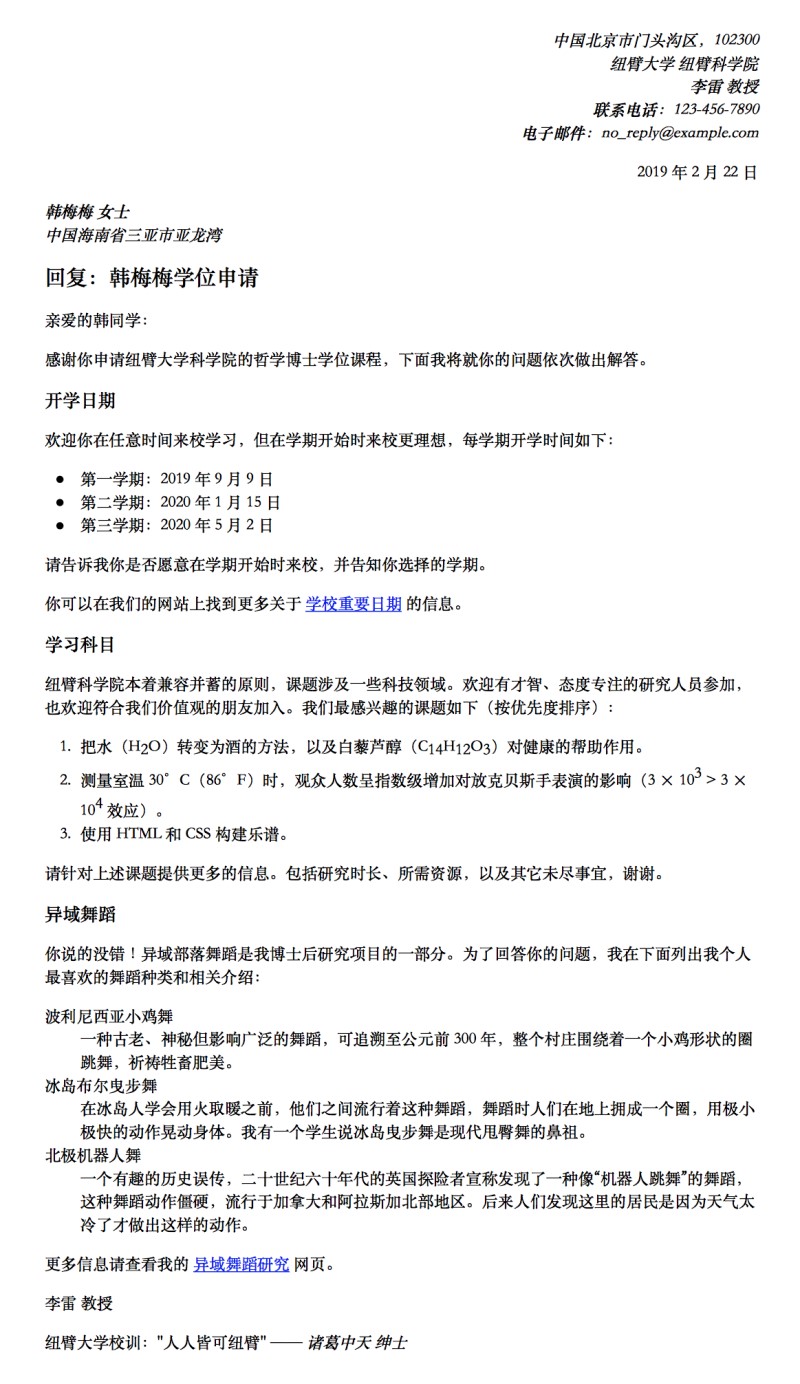 中国北京市门头沟区，102300
纽臂大学 纽臂科学院
李雷 教授
联系电话：123-456-7890
电子邮件：no_reply@example.com
2019 年 2 月 22 日
韩梅梅 女士
中国海南省三亚市亚龙湾
回复：韩梅梅学位申请
亲爱的韩同学：
感谢你申请纽臂大学科学院的哲学博士学位课程，下面我将就你的问题依次做出解答。
开学日期
欢迎你在任意时间来校学习，但在学期开始时来校更理想，每学期开学时间如下：
● 第一学期：2019 年 9 月 9 日
● 第二学期：2020 年 1 月 15 日
● 第三学期：2020 年 5 月 2 日
请告诉我你是否愿意在学期开始时来校，并告知你选择的学期。
你可以在我们的网站上找到更多关于 学校重要日期 的信息。
学习科目
纽臂科学院本着兼容并蓄的原则，课题涉及一些科技领域。欢迎有才智、态度专注的研究人员参加，
也欢迎符合我们价值观的朋友加入。我们最感兴趣的课题如下（按优先度排序）：
1. 把水（H₂O）转变为酒的方法，以及白藜芦醇（C₁₄H₁₂O₃）对健康的帮助作用。
2. 测量室温 30°C（86°F）时，观众人数呈指数级增加对放克贝斯手表演的影响（3 × 10³ > 3 ×
10⁴ 效应）。
3. 使用 HTML 和 CSS 构建乐谱。
请针对上述课题提供更多的信息。包括研究时长、所需资源，以及其它未尽事宜，谢谢。
异域舞蹈
你说的没错！异域部落舞蹈是我博士后研究项目的一部分。为了回答你的问题，我在下面列出我个人
最喜欢的舞蹈种类和相关介绍：
波利尼西亚小鸡舞
一种古老、神秘但影响广泛的舞蹈，可追溯至公元前 300 年，整个村庄围绕着一个小鸡形状的圈
跳舞，祈祷牲畜肥美。
冰岛布尔曳步舞
在冰岛人学会用火取暖之前，他们之间流行着这种舞蹈，舞蹈时人们在地上拥成一个圈，用极小
极快的动作晃动身体。我有一个学生说冰岛曳步舞是现代甩臀舞的鼻祖。
北极机器人舞
一个有趣的历史误传，二十世纪六十年代的英国探险者宣称发现了一种像“机器人跳舞”的舞蹈，
这种舞蹈动作僵硬，流行于加拿大和阿拉斯加北部地区。后来人们发现这里的居民是因为天气太
冷了才做出这样的动作。
更多信息请查看我的 异域舞蹈研究 网页。
李雷 教授
纽臂大学校训："人人皆可纽臂" —— 诸葛中天 绅士